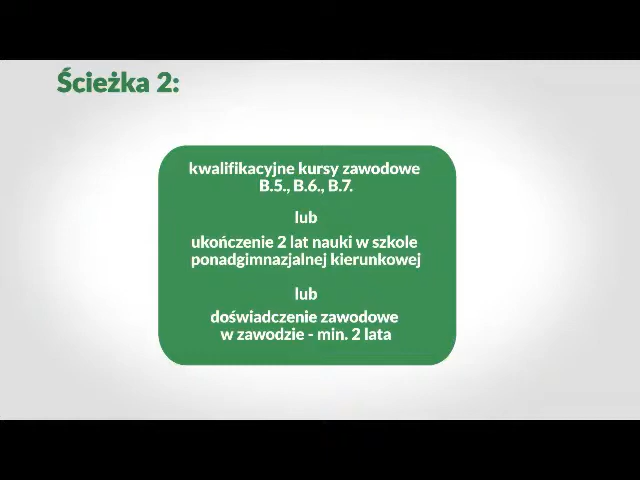 Ścieżka 2:
kwalifikacyjne kursy zawodowe
B.5., B.6., B.7.
lub
ukończenie 2 lat nauki w szkole
ponadgimnazjalnej kierunkowej
lub
doświadczenie zawodowe
w zawodzie - min. 2 lata